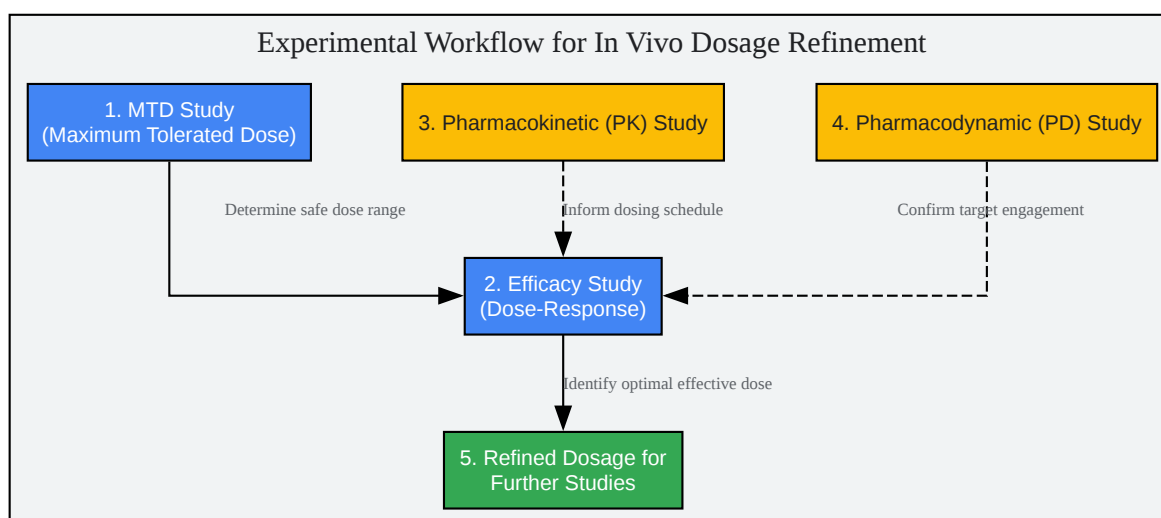 Experimental Workflow for In Vivo Dosage Refinement
1. MTD Study
(Maximum Tolerated Dose)
3. Pharmacokinetic (PK) Study
4. Pharmacodynamic (PD) Study
Determine safe dose range
Inform dosing schedule
Confirm target engagement
2. Efficacy Study
(Dose-Response)
Identify optimal effective dose
5. Refined Dosage for
Further Studies